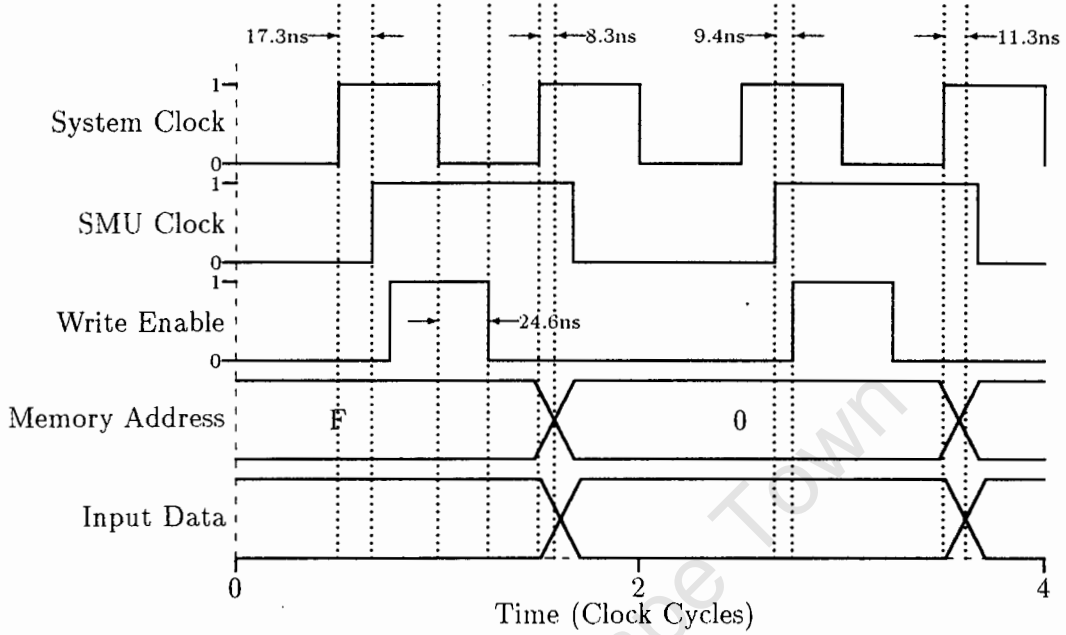 17.3ns 8.3ns 9.4ns 11.3ns
1
System Clock
0
1
SMU Clock
0
1
Write Enable 24.6ns
0
Memory Address F 0
Input Data
0 2 4
Time (Clock Cycles)
Town